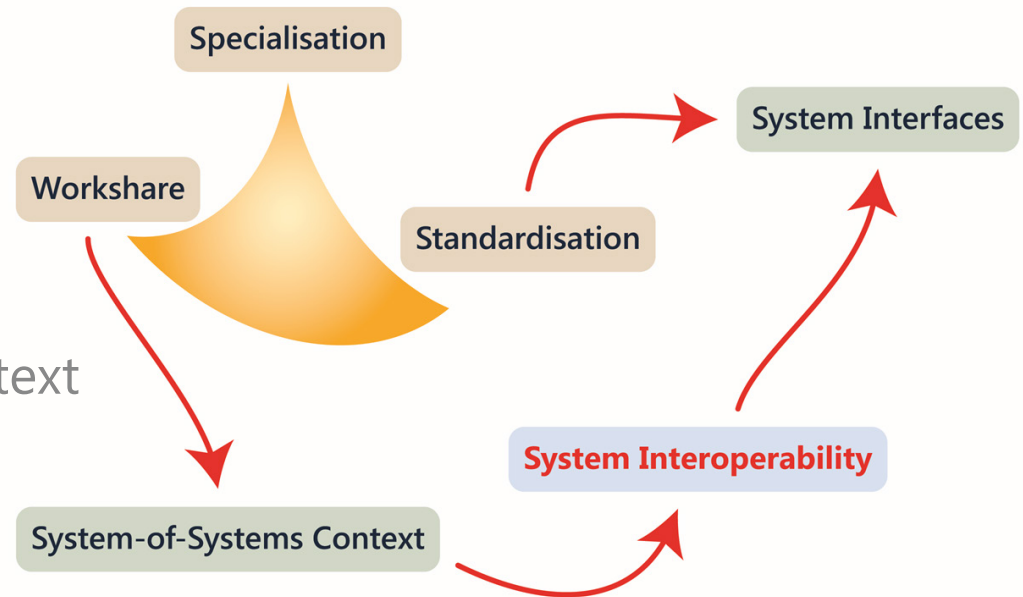 Specialisation
System Interfaces
Workshare
Standardisation
text
System Interoperability
System-of-Systems Context